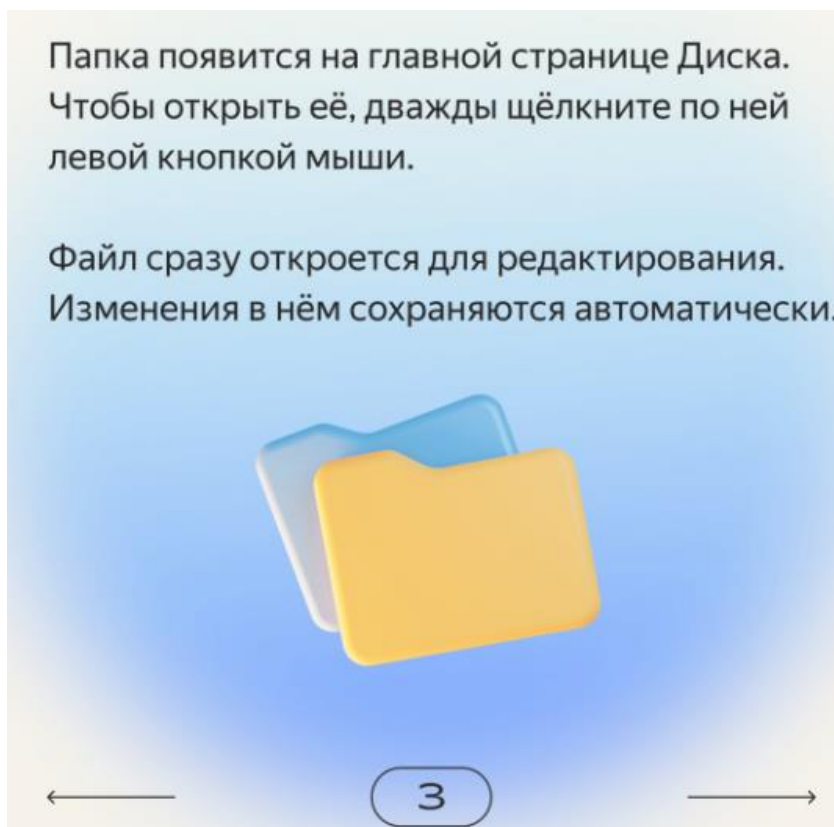 Папка появится на главной странице Диска.
Чтобы открыть её, дважды щёлкните по ней
левой кнопкой мыши.
Файл сразу откроется для редактирования.
Изменения в нём сохраняются автоматически.
3